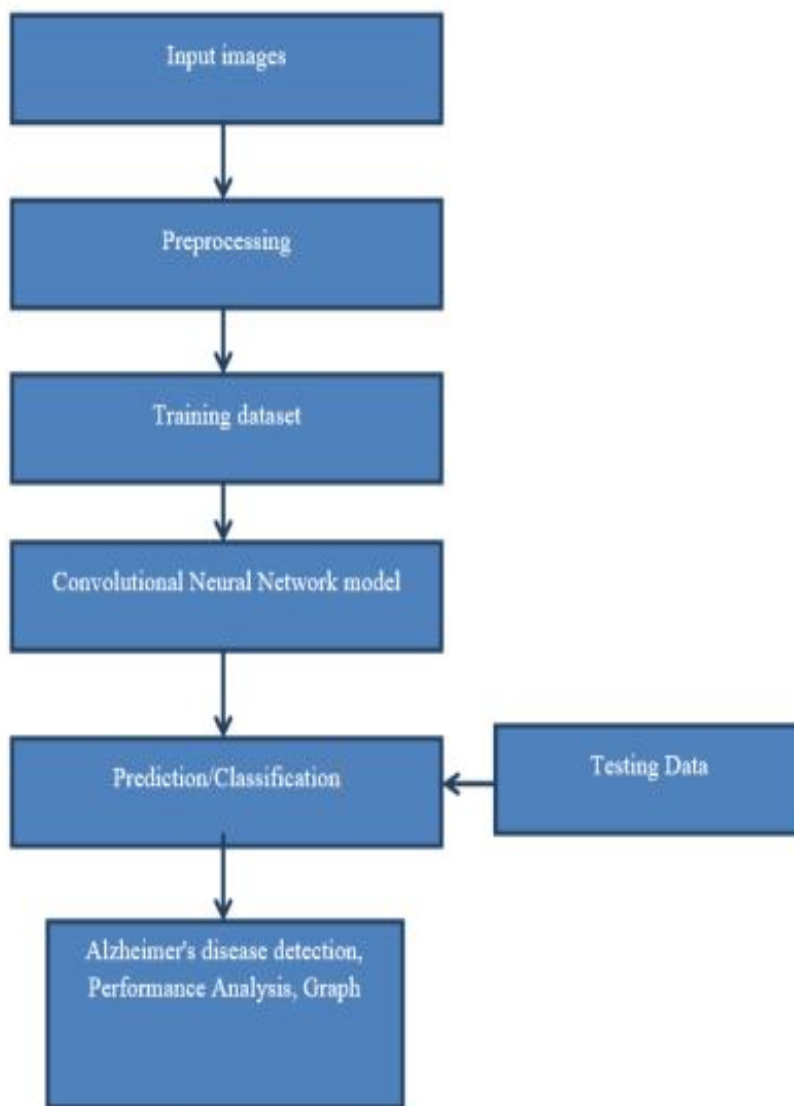 Input images
Preprocessing
Training dataset
Convolutional Neural Network model
Prediction/Classification
Testing Data
Alzheimer's disease detection,
Performance Analysis, Graph